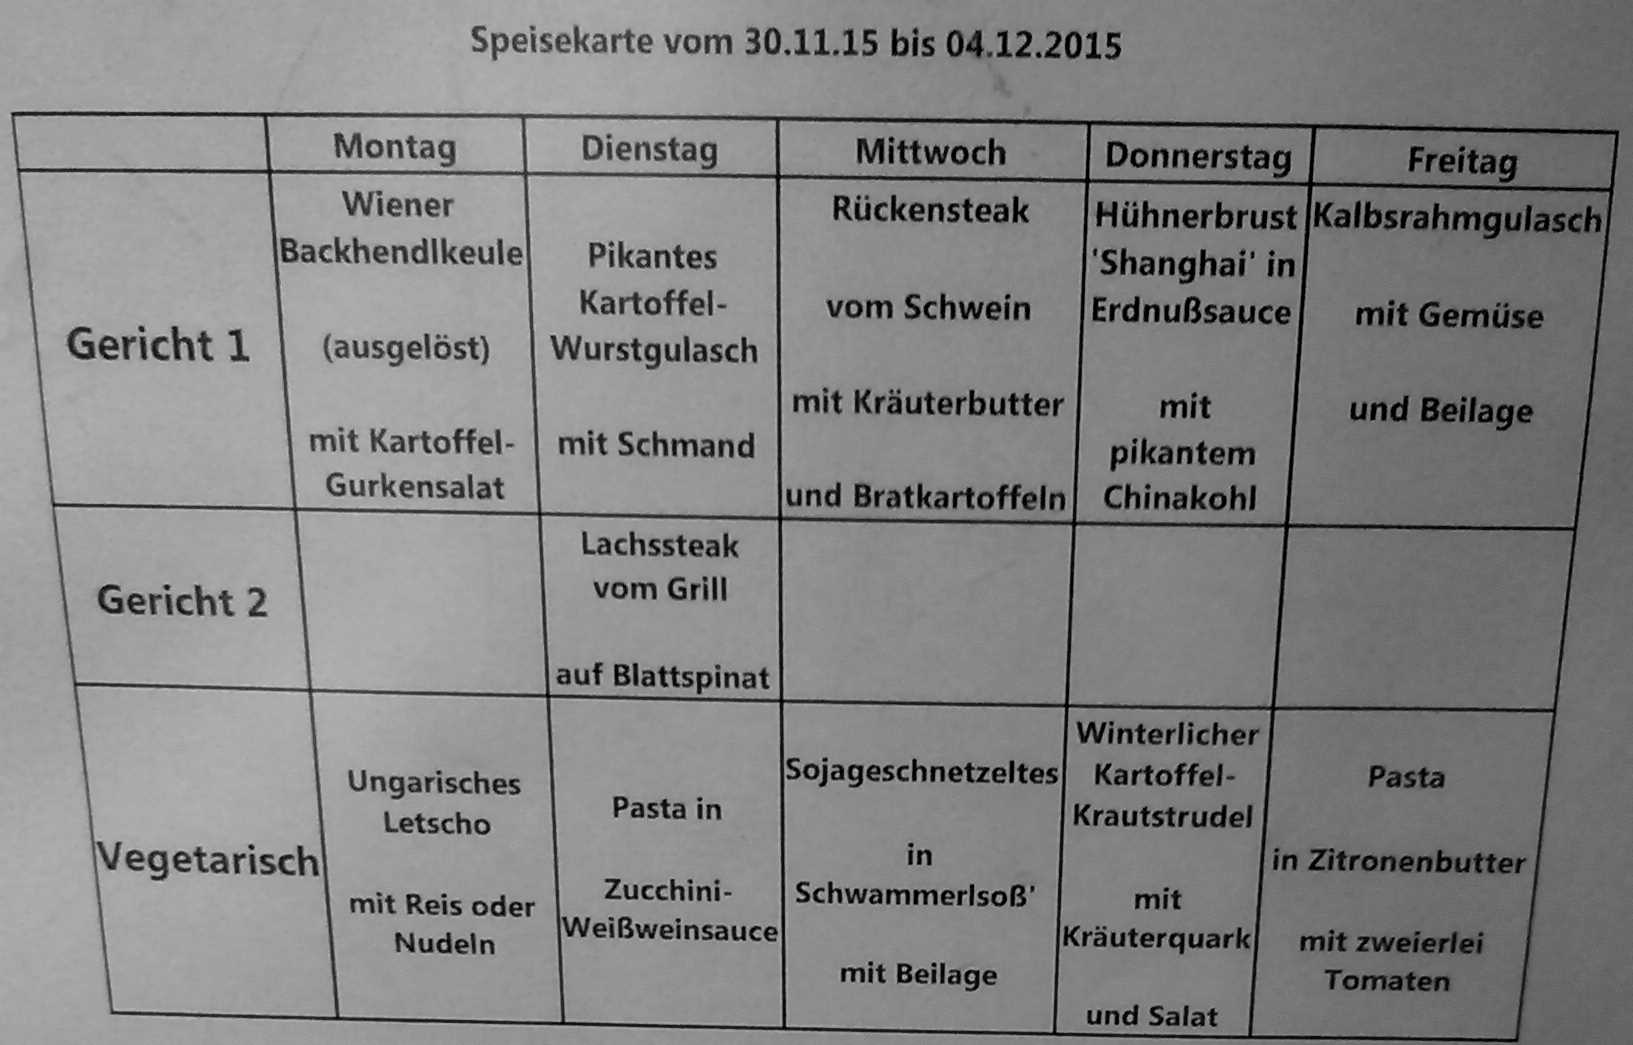 Speisekarte vom 30.11.15 bis 04.12.2015
Montag
Dienstag
Mittwoch
Donnerstag
Freitag
Gericht 1
Wiener
Backhendlkeule
(ausgelöst)
mit Kartoffel-
Gurkensalat
Pikantes
Kartoffel-
Wurstgulasch
mit Schmand
Rückensteak
vom Schwein
mit Kräuterbutter
und Bratkartoffeln
Hühnerbrust
'Shanghai' in
Erdnußsauce
mit
pikantem
Chinakohl
Kalbsrahmgulasch
mit Gemüse
und Beilage
Gericht 2
Lachssteak
vom Grill
auf Blattspinat
Vegetarisch
Ungarisches
Letscho
mit Reis oder
Nudeln
Pasta in
Zucchini-
Weißweinsauce
Sojageschnetzeltes
in
Schwammerlsoß'
mit Beilage
Winterlicher
Kartoffel-
Krautstrudel
mit
Kräuterquark
und Salat
Pasta
in Zitronenbutter
mit zweierlei
Tomaten